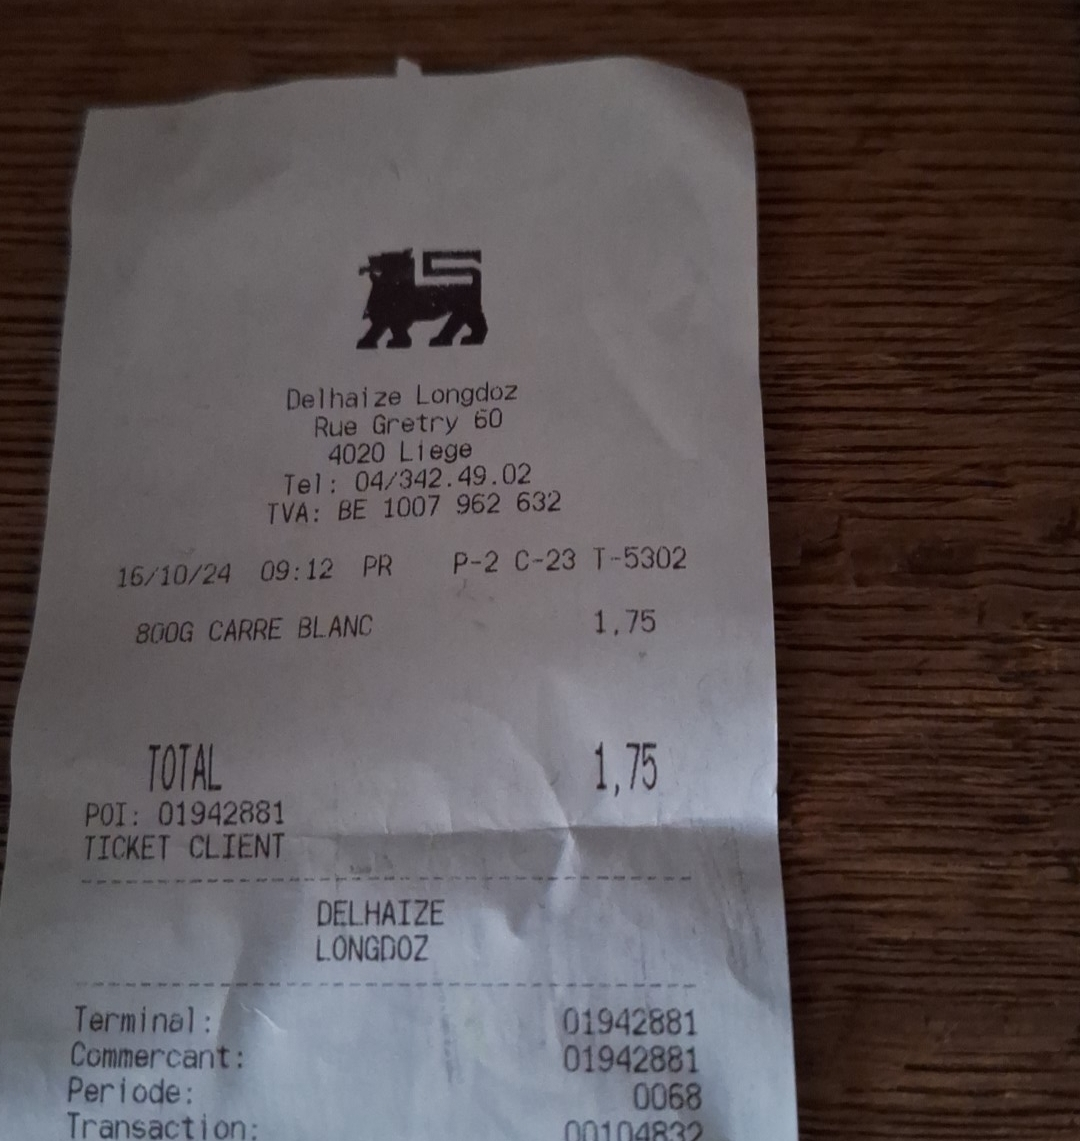 Delhaize Longdoz
Rue Gretry 60
4020 Liege
Tel: 04/342.49.02
TVA: BE 1007 962 632
16/10/24 09:12 PR P-2 C-23 T-5302
800G CARRE BLANC 1,75
TOTAL 1,75
POI: 01942881
TICKET CLIENT
DELHAIZE
LONGDOZ
Terminal: 01942881
Commercant: 01942881
Periode: 0068
Transaction: 00104832